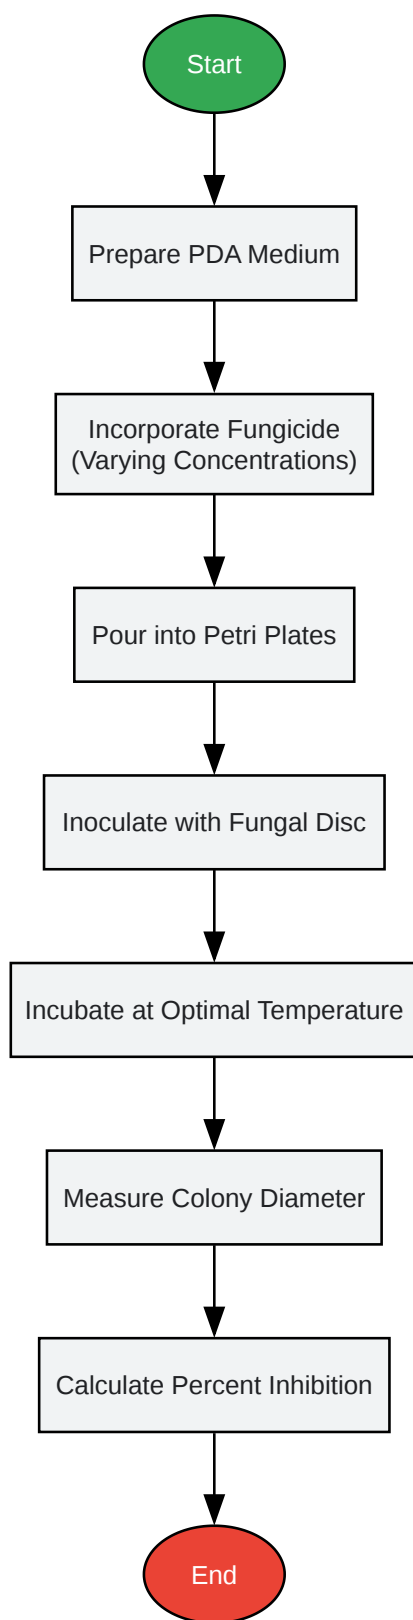 Start
Prepare PDA Medium
Incorporate Fungicide
(Varying Concentrations)
Pour into Petri Plates
Inoculate with Fungal Disc
Incubate at Optimal Temperature
Measure Colony Diameter
Calculate Percent Inhibition
End